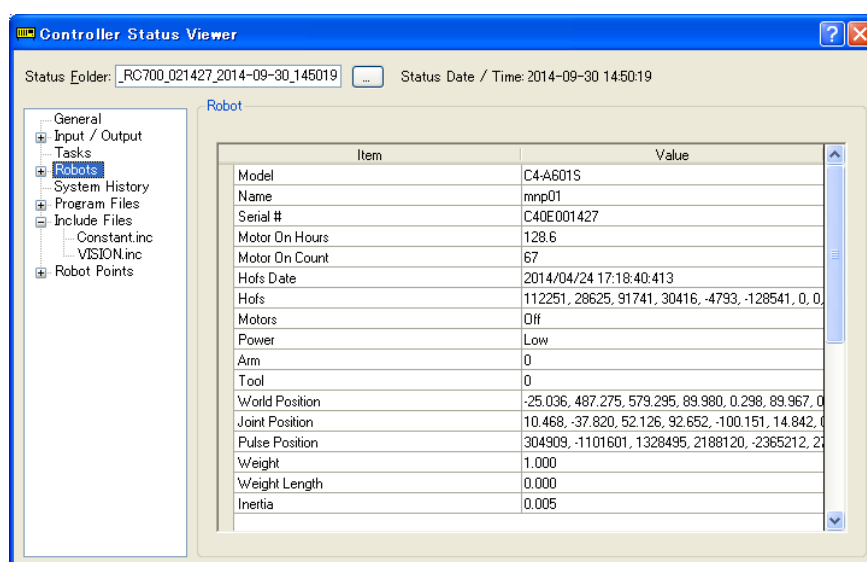 Controller Status Viewer
Status Folder: _RC700_021427_2014-09-30_145019 ... Status Date / Time: 2014-09-30 14:50:19
General
Input / Output
Tasks
Robots
System History
Program Files
Include Files
Constant.inc
VISION.inc
Robot Points
Robot
Item Value
Model C4-A601S
Name mnp01
Serial # C40E001427
Motor On Hours 128.6
Motor On Count 67
Hofs Date 2014/04/24 17:18:40:413
Hofs 112251, 28625, 91741, 30416, -4793, -128541, 0, 0,
Motors Off
Power Low
Arm 0
Tool 0
World Position -25.036, 487.275, 579.295, 89.980, 0.298, 89.967, 0
Joint Position 10.468, -37.820, 52.126, 92.652, -100.151, 14.842,
Pulse Position 304909, -1101601, 1328495, 2188120, -2365212,
Weight 1.000
Weight Length 0.000
Inertia 0.005